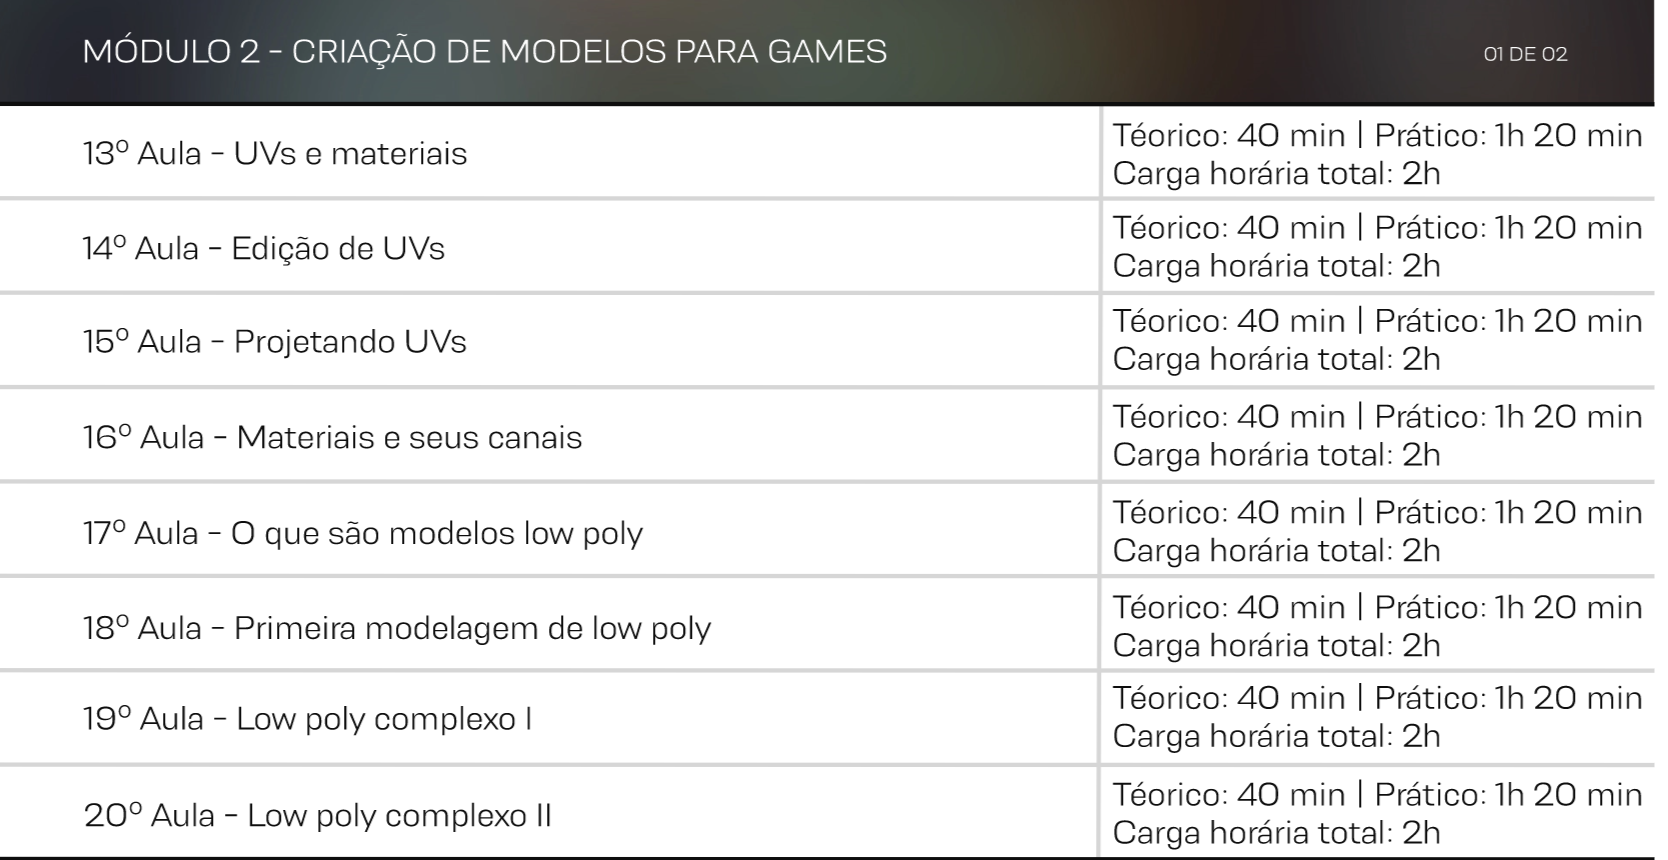 MÓDULO 2 - CRIAÇÃO DE MODELOS PARA GAMES
01 DE 02
13º Aula - UVs e materiais
Téorico: 40 min | Prático: 1h 20 min
Carga horária total: 2h
14º Aula - Edição de UVs
Téorico: 40 min | Prático: 1h 20 min
Carga horária total: 2h
15º Aula - Projetando UVs
Téorico: 40 min | Prático: 1h 20 min
Carga horária total: 2h
16º Aula - Materiais e seus canais
Téorico: 40 min | Prático: 1h 20 min
Carga horária total: 2h
17º Aula - O que são modelos low poly
Téorico: 40 min | Prático: 1h 20 min
Carga horária total: 2h
18º Aula - Primeira modelagem de low poly
Téorico: 40 min | Prático: 1h 20 min
Carga horária total: 2h
19º Aula - Low poly complexo I
Téorico: 40 min | Prático: 1h 20 min
Carga horária total: 2h
20º Aula - Low poly complexo II
Téorico: 40 min | Prático: 1h 20 min
Carga horária total: 2h